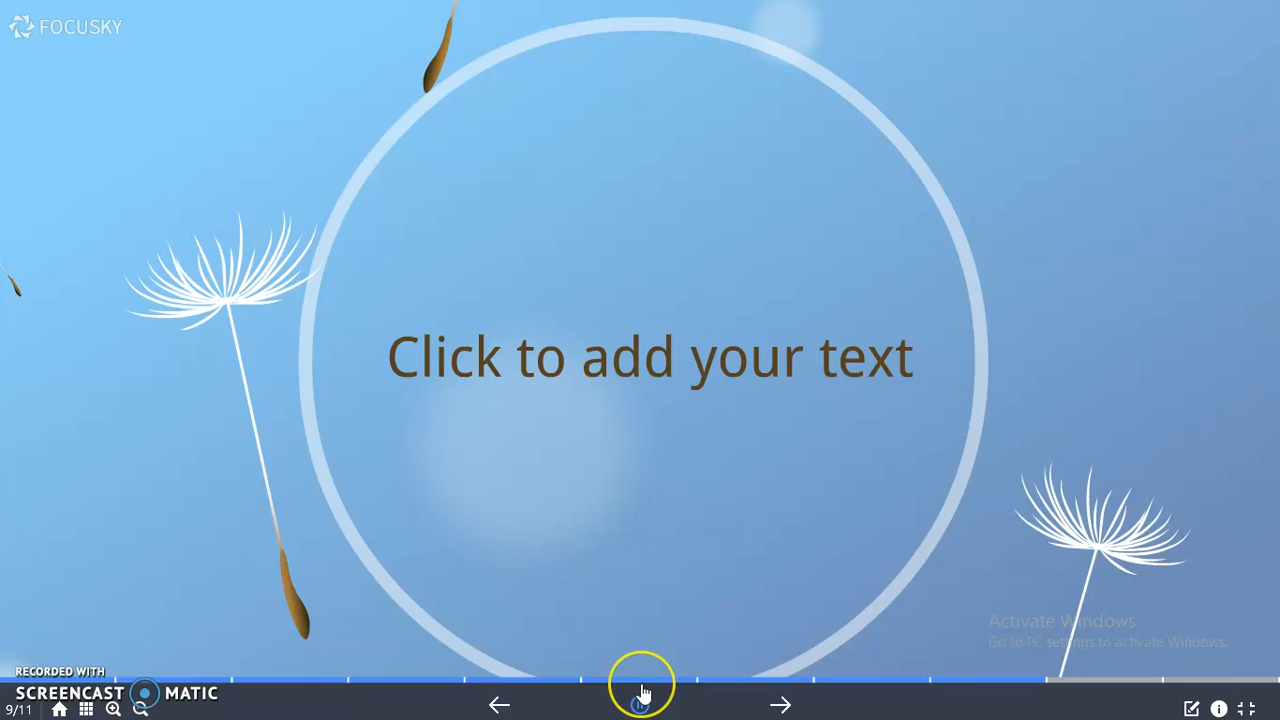 FOCUSKY
Click to add your text
Activate Windows
Go to PC settings to activate Windows.
RECORDED WITH
SCREENCAST MATIC
9/11